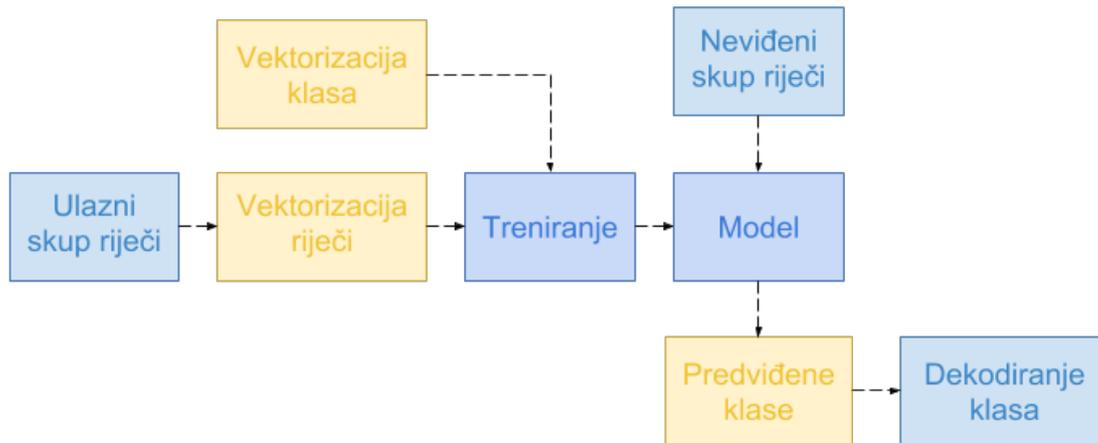 Vektorizacija
klasa
Neviđeni
skup riječi
Ulazni
skup riječi
Vektorizacija
riječi
Treniranje
Model
Predviđene
klase
Dekodiranje
klasa